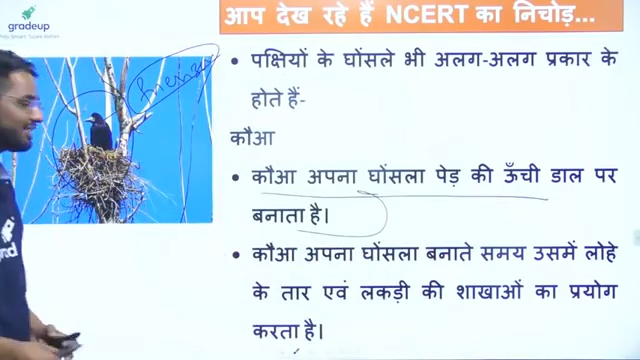 gradeup
आप देख रहे हैं NCERT का निचोड़...
• पक्षियों के घोंसले भी अलग-अलग प्रकार के
होते हैं-
कौआ
• कौआ अपना घोंसला पेड़ की ऊँची डाल पर
बनाता है।
• कौआ अपना घोंसला बनाते समय उसमें लोहे
के तार एवं लकड़ी की शाखाओं का प्रयोग
करता है।